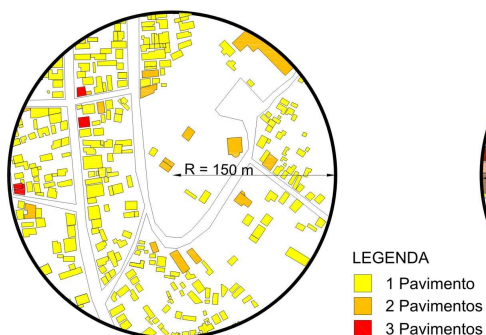 R = 150 m
LEGENDA
1 Pavimento
2 Pavimentos
3 Pavimentos